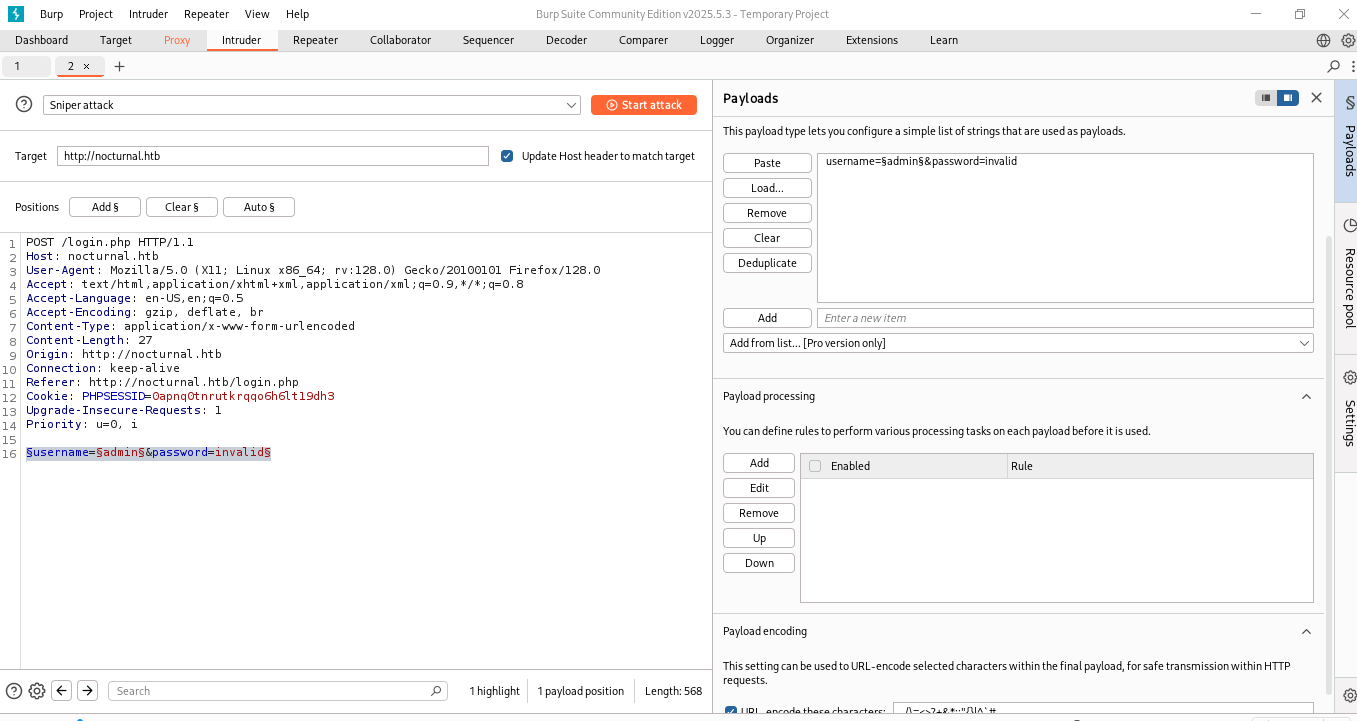 Burp Project Intruder Repeater View Help Burp Suite Community Edition v2025.5.3 - Temporary Project
Dashboard Target Proxy Intruder Repeater Collaborator Sequencer Decoder Comparer Logger Organizer Extensions Learn
1 2 × +
Sniper attack
Start attack
Target http://nocturnal.htb Update Host header to match target
Positions Add § Clear § Auto §
1 POST /login.php HTTP/1.1
2 Host: nocturnal.htb
3 User-Agent: Mozilla/5.0 (X11; Linux x86_64; rv:128.0) Gecko/20100101 Firefox/128.0
4 Accept: text/html,application/xhtml+xml,application/xml;q=0.9,*/*;q=0.8
5 Accept-Language: en-US,en;q=0.5
6 Accept-Encoding: gzip, deflate, br
7 Content-Type: application/x-www-form-urlencoded
8 Content-Length: 27
9 Origin: http://nocturnal.htb
10 Connection: keep-alive
11 Referer: http://nocturnal.htb/login.php
12 Cookie: PHPSESSID=0apnq0tnrutkrqqo6h6lt19dh3
13 Upgrade-Insecure-Requests: 1
14 Priority: u=0, i
15
16 §username=§admin§&password=invalid§
Search
1 highlight 1 payload position Length: 568
Payloads
This payload type lets you configure a simple list of strings that are used as payloads.
Paste
Load...
Remove
Clear
Deduplicate
username=§admin§&password=invalid
Add Enter a new item
Add from list... [Pro version only]
Payload processing
You can define rules to perform various processing tasks on each payload before it is used.
Add
Edit
Remove
Up
Down
Enabled Rule
Payload encoding
This setting can be used to URL-encode selected characters within the final payload, for safe transmission within HTTP
requests.
URL-encode these characters:
§ Payloads
Resource pool
Settings